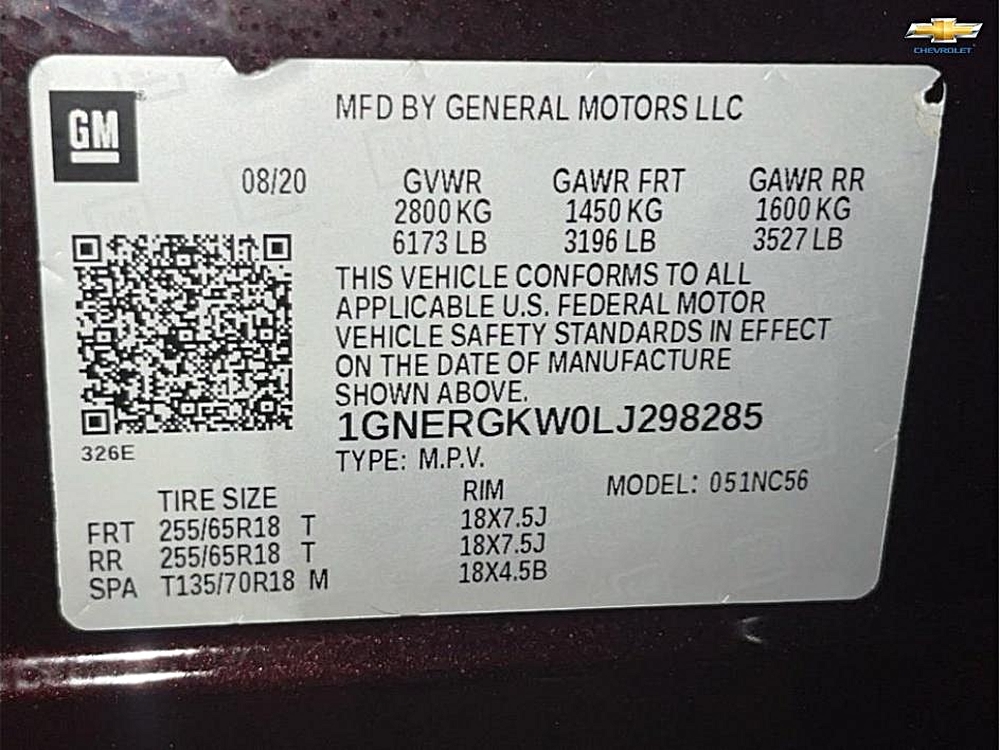 CHEVROLET
GM
MFD BY GENERAL MOTORS LLC
08/20 GVWR GAWR FRT GAWR RR
2800 KG 1450 KG 1600 KG
6173 LB 3196 LB 3527 LB
THIS VEHICLE CONFORMS TO ALL
APPLICABLE U.S. FEDERAL MOTOR
VEHICLE SAFETY STANDARDS IN EFFECT
ON THE DATE OF MANUFACTURE
SHOWN ABOVE.
1GNERGKW0LJ298285
326E
TYPE: M.P.V.
TIRE SIZE RIM MODEL: 051NC56
FRT 255/65R18 T 18X7.5J
RR 255/65R18 T 18X7.5J
SPA T135/70R18 M 18X4.5B